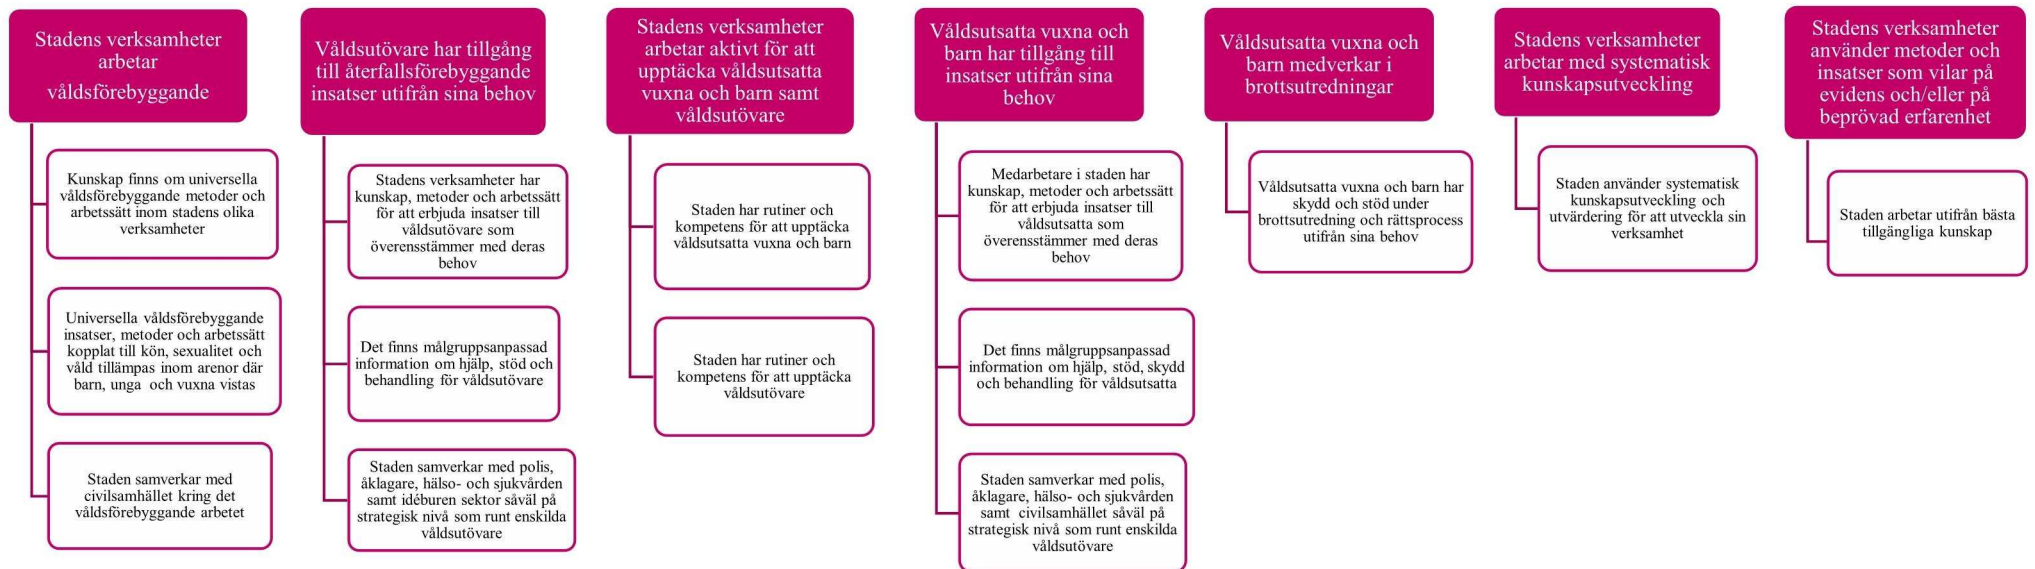 Stadens verksamheter
arbetar
våldsförebyggande
Kunskap finns om universella
våldsförebyggande metoder och
arbetssätt inom stadens olika
verksamheter
Universella våldsförebyggande
insatser, metoder och arbetssätt
kopplat till kön, sexualitet och
våld tillämpas inom arenor där
barn, unga och vuxna vistas
Staden samverkar med
civilsamhället kring det
våldsförebyggande arbetet
Våldsutövare har tillgång
till återfallsförebyggande
insatser utifrån sina behov
Stadens verksamheter har
kunskap, metoder och arbetssätt
för att erbjuda insatser till
våldsutövare som
överensstämmer med deras
behov
Det finns målgruppsanpassad
information om hjälp, stöd och
behandling för våldsutövare
Staden samverkar med polis,
åklagare, hälso- och sjukvården
samt idéburen sektor såväl på
strategisk nivå som runt enskilda
våldsutövare
Stadens verksamheter
arbetar aktivt för att
upptäcka våldsutsatta
vuxna och barn samt
våldsutövare
Staden har rutiner och
kompetens för att upptäcka
våldsutsatta vuxna och barn
Staden har rutiner och
kompetens för att upptäcka
våldsutövare
Våldsutsatta vuxna och
barn har tillgång till
insatser utifrån sina
behov
Medarbetare i staden har
kunskap, metoder och arbetssätt
för att erbjuda insatser till
våldsutsatta som
överensstämmer med deras
behov
Det finns målgruppsanpassad
information om hjälp, stöd, skydd
och behandling för våldsutsatta
Staden samverkar med polis,
åklagare, hälso- och sjukvården
samt civilsamhället såväl på
strategisk nivå som runt enskilda
våldsutövare
Våldsutsatta vuxna och
barn medverkar i
brottsutredningar
Våldsutsatta vuxna och barn har
skydd och stöd under
brottsutredning och rättsprocess
utifrån sina behov
Stadens verksamheter
arbetar med systematisk
kunskapsutveckling
Staden använder systematisk
kunskapsutveckling och
utvärdering för att utveckla sin
verksamhet
Stadens verksamheter
använder metoder och
insatser som vilar på
evidens och/eller på
beprövad erfarenhet
Staden arbetar utifrån bästa
tillgängliga kunskap